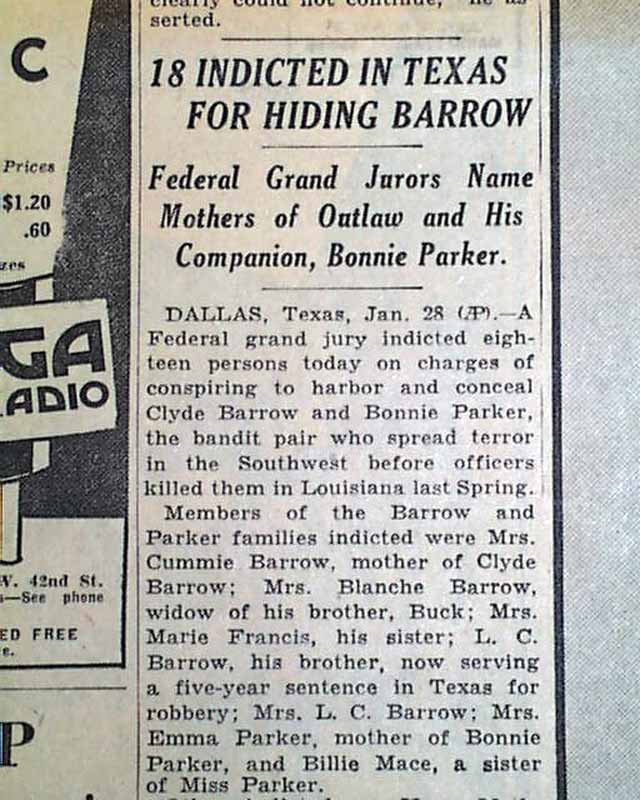 serted.
18 INDICTED IN TEXAS
FOR HIDING BARROW
Federal Grand Jurors Name
Mothers of Outlaw and His
Companion, Bonnie Parker.
DALLAS, Texas, Jan. 28 (AP).—A
Federal grand jury indicted eigh-
teen persons today on charges of
conspiring to harbor and conceal
Clyde Barrow and Bonnie Parker,
the bandit pair who spread terror
in the Southwest before officers
killed them in Louisiana last Spring.
Members of the Barrow and
Parker families indicted were Mrs.
Cummie Barrow, mother of Clyde
Barrow; Mrs. Blanche Barrow,
widow of his brother, Buck; Mrs.
Marie Francis, his sister; L. C.
Barrow, his brother, now serving
a five-year sentence in Texas for
robbery; Mrs. L. C. Barrow; Mrs.
Emma Parker, mother of Bonnie
Parker, and Billie Mace, a sister
of Miss Parker.
C
Prices
$1.20
.60
GA
ADIO
W. 42nd St.
—See phone
ED FREE
P